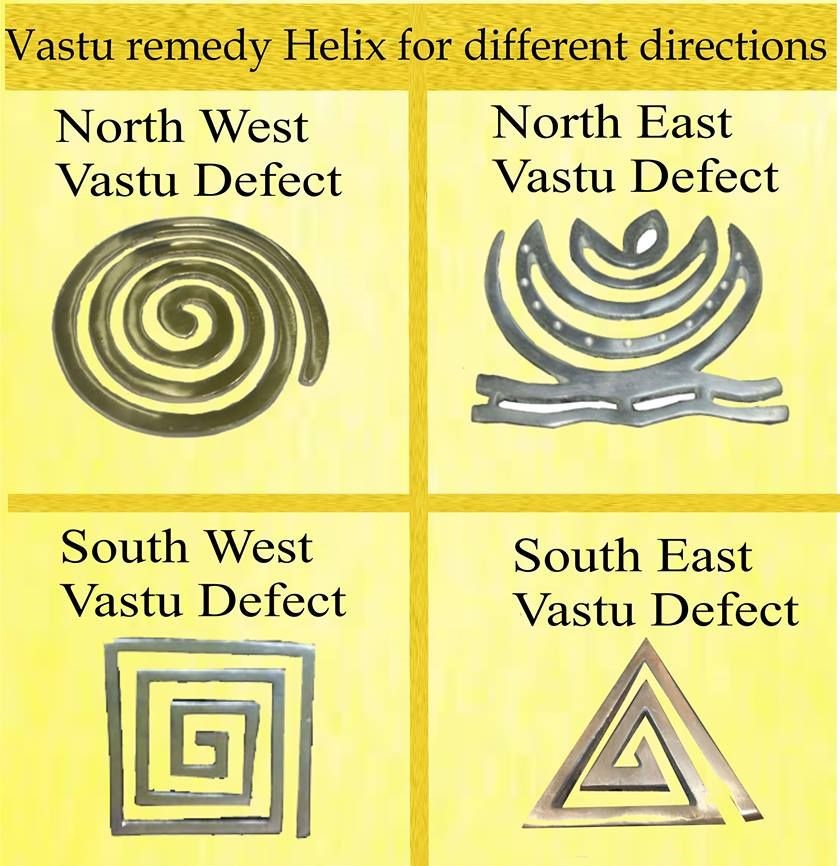 Vastu remedy Helix for different directions
North West
Vastu Defect
North East
Vastu Defect
South West
Vastu Defect
South East
Vastu Defect